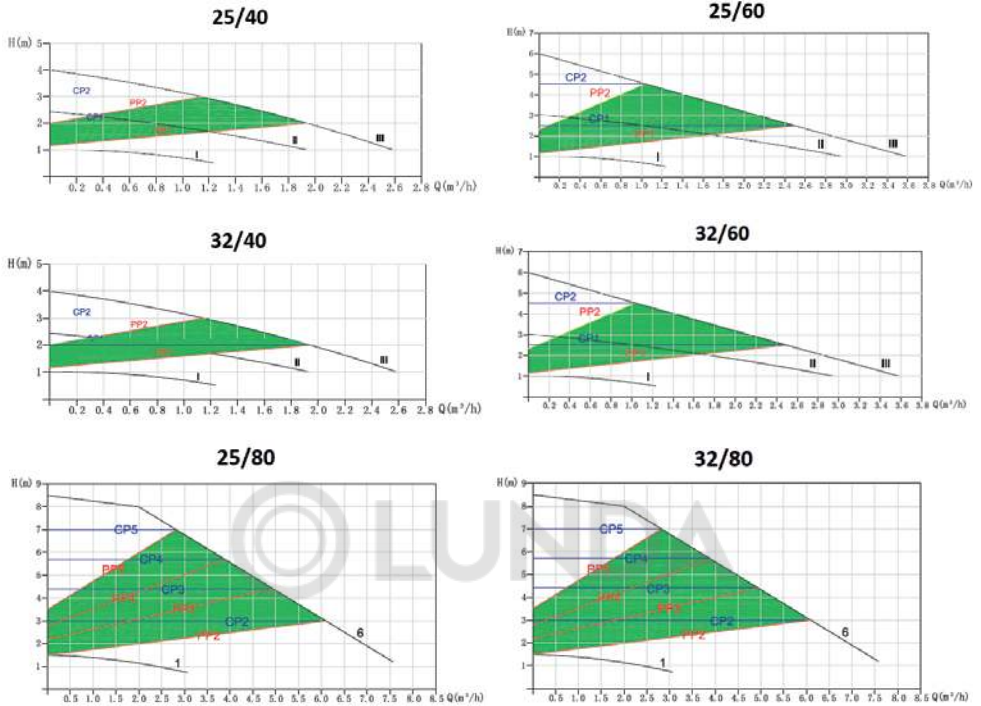 25/40
H(m) 5
4
3
2
1
CP2
PP2
CP1
I
II
III
0.2 0.4 0.6 0.8 1.0 1.2 1.4 1.6 1.8 2.0 2.2 2.4 2.6 2.8 Q(m³/h)
25/60
H(m) 7
6
5
4
3
2
1
CP2
PP2
CP1
PP1
I
II
III
0.2 0.4 0.6 0.8 1.0 1.2 1.4 1.6 1.8 2.0 2.2 2.4 2.6 2.8 3.0 3.2 3.4 3.6 3.8 Q(m³/h)
32/40
H(m) 5
4
3
2
1
CP2
PP2
CP1
I
II
III
0.2 0.4 0.6 0.8 1.0 1.2 1.4 1.6 1.8 2.0 2.2 2.4 2.6 2.8 Q(m³/h)
32/60
H(m) 7
6
5
4
3
2
1
CP2
PP2
CP1
PP1
I
II
III
0.2 0.4 0.6 0.8 1.0 1.2 1.4 1.6 1.8 2.0 2.2 2.4 2.6 2.8 3.0 3.2 3.4 3.6 3.8 Q(m³/h)
25/80
H(m) 9
8
7
6
5
4
3
2
1
CP5
CP4
CP3
CP2
PP2
1
6
0.5 1.0 1.5 2.0 2.5 3.0 3.5 4.0 4.5 5.0 5.5 6.0 6.5 7.0 7.5 8.0 8.5 Q(m³/h)
32/80
H(m) 9
8
7
6
5
4
3
2
1
CP5
CP4
CP3
CP2
PP2
1
6
0.5 1.0 1.5 2.0 2.5 3.0 3.5 4.0 4.5 5.0 5.5 6.0 6.5 7.0 7.5 8.0 8.5 Q(m³/h)
LUNDA